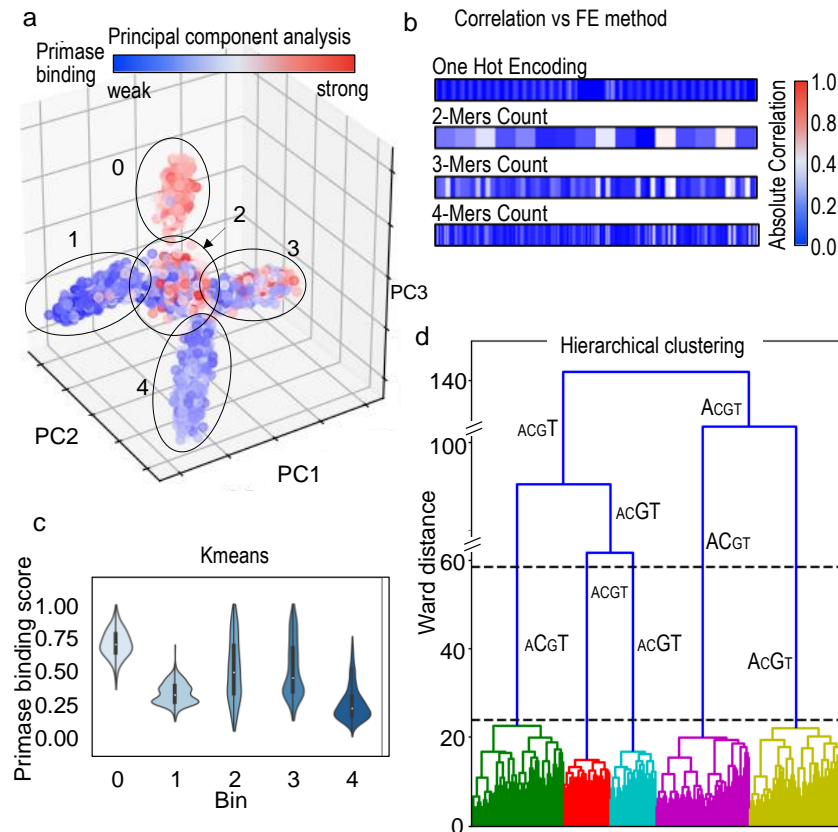 a
Principal component analysis
Primase
binding
weak
strong
0
1
2
3
4
PC3
PC2
PC1
b
Correlation vs FE method
One Hot Encoding
2-Mers Count
3-Mers Count
4-Mers Count
1.0
0.8
0.4
0.2
0.0
Absolute Correlation
c
Kmeans
Primase binding score
1.00
0.75
0.50
0.25
0.00
0 1 2 3 4
Bin
d
Hierarchical clustering
Ward distance
140
100
60
40
20
0
ACGT
ACGT
ACGT
ACGT
ACGT
ACGT
ACGT
ACGT